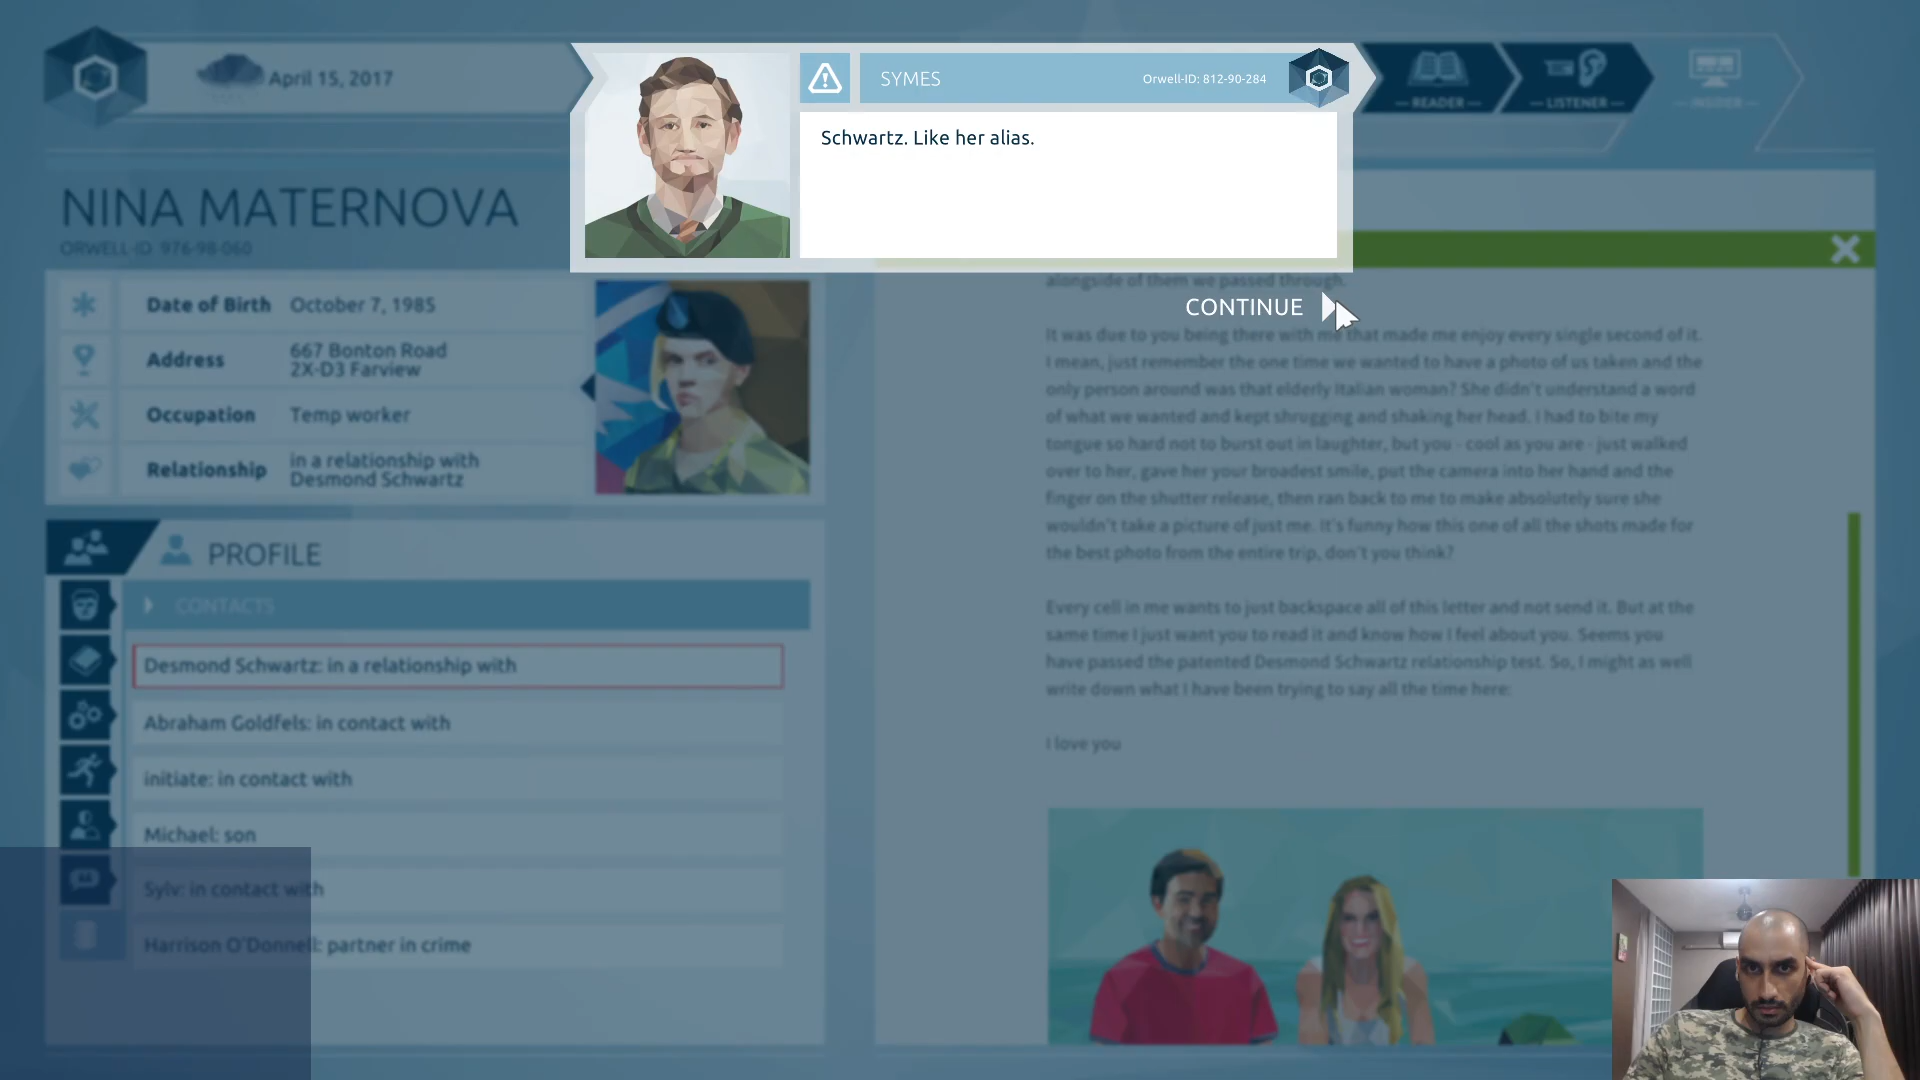 April 15, 2017
SYMES
Orwell-ID: 812-90-284
READER
LISTENER
INSIDER
Schwartz. Like her alias.
CONTINUE
NINA MATERNOVA
ORWELL-ID: 976-98-060
Date of Birth October 7, 1985
Address 667 Bonton Road
2X-D3 Farview
Occupation Temp worker
Relationship in a relationship with
Desmond Schwartz
PROFILE
CONTACTS
Desmond Schwartz: in a relationship with
Abraham Goldfels: in contact with
initiate: in contact with
Michael: son
Sylv: in contact with
Harrison O'Donnell: partner in crime
alongside of them we passed through.
It was due to you being there with me that made me enjoy every single second of it.
I mean, just remember the one time we wanted to have a photo of us taken and the
only person around was that elderly Italian woman? She didn't understand a word
of what we wanted and kept shrugging and shaking her head. I had to bite my
tongue so hard not to burst out in laughter, but you - cool as you are - just walked
over to her, gave her your broadest smile, put the camera into her hand and the
finger on the shutter release, then ran back to me to make absolutely sure she
wouldn't take a picture of just me. It's funny how this one of all the shots made for
the best photo from the entire trip, don't you think?
Every cell in me wants to just backspace all of this letter and not send it. But at the
same time I just want you to read it and know how I feel about you. Seems you
have passed the patented Desmond Schwartz relationship test. So, I might as well
write down what I have been trying to say all the time here:
I love you